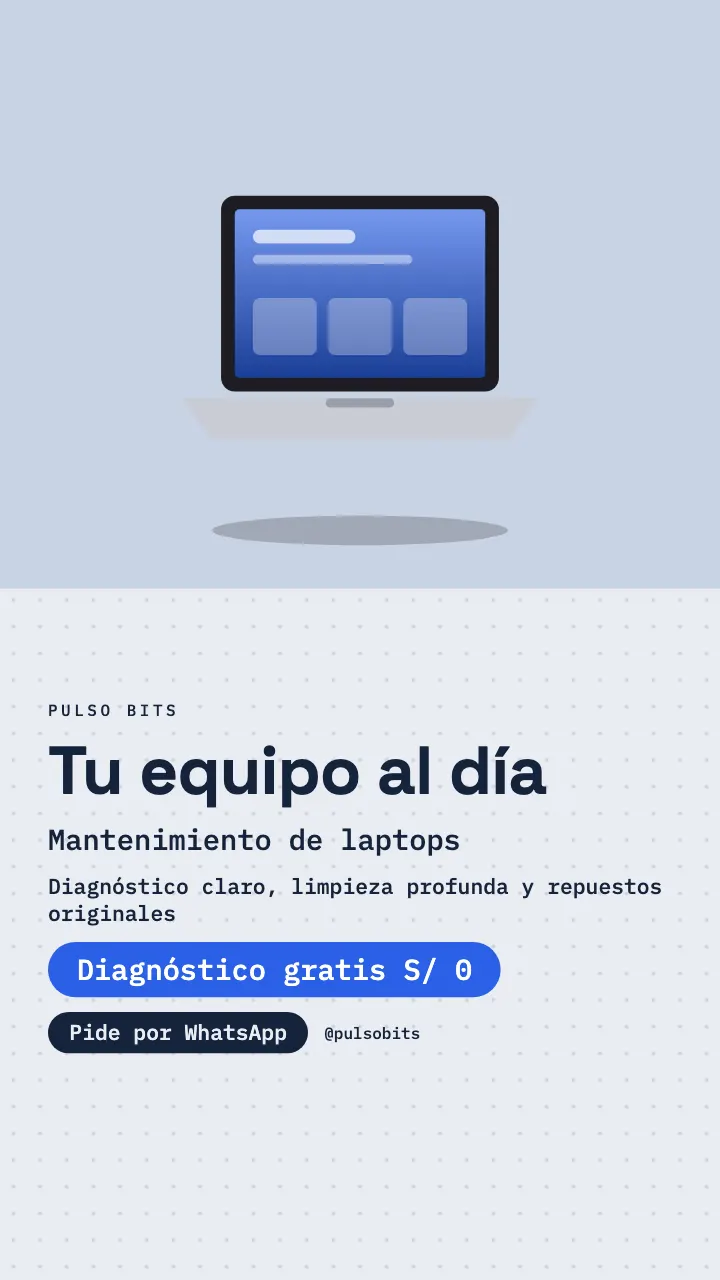 PULSO BITS
Tu equipo al día
Mantenimiento de laptops
Diagnóstico claro, limpieza profunda y repuestos
originales
Diagnóstico gratis S/ 0
Pide por WhatsApp
@pulsobits